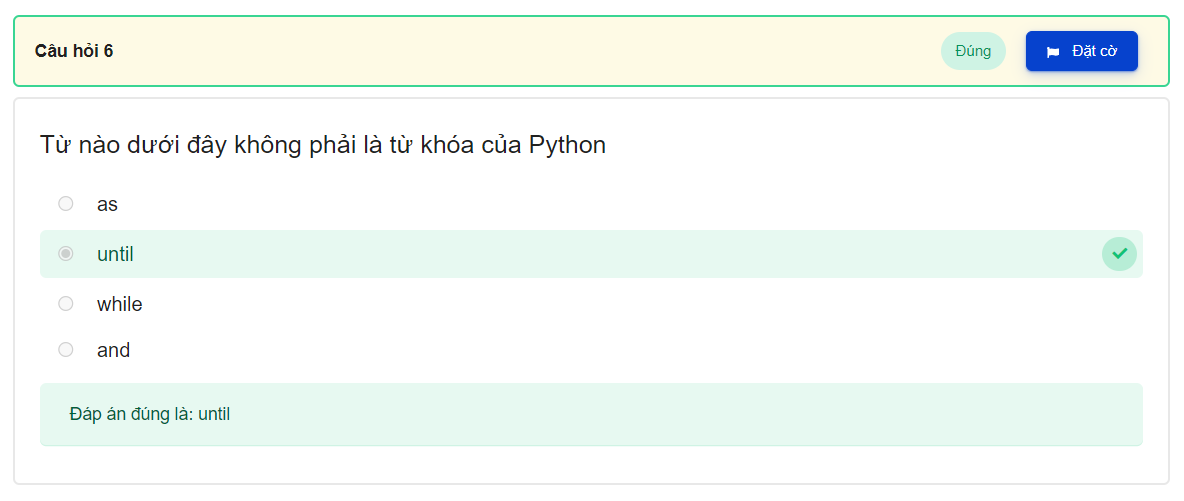 Câu hỏi 6
Đúng
Đặt cờ
Từ nào dưới đây không phải là từ khóa của Python
as
until
while
and
Đáp án đúng là: until